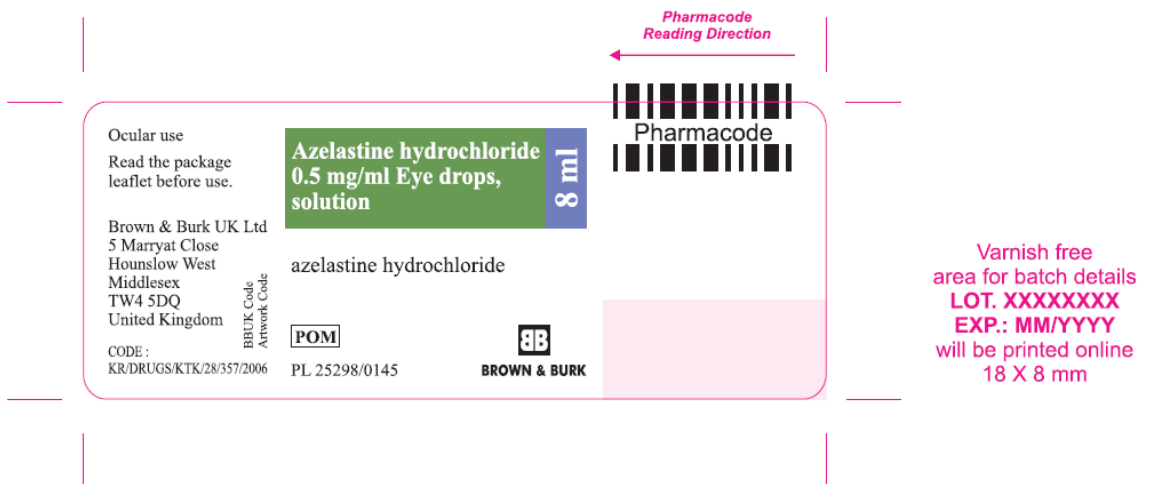 Pharmacode
Reading Direction
Pharmacode
Ocular use
Read the package
leaflet before use.
Brown & Burk UK Ltd
5 Marryat Close
Hounslow West
Middlesex
TW4 5DQ
United Kingdom
CODE :
KR/DRUGS/KTK/28/357/2006
BBUK Code
Artwork Code
Azelastine hydrochloride
0.5 mg/ml Eye drops,
solution
8 ml
azelastine hydrochloride
POM
PL 25298/0145
BB
BROWN & BURK
Varnish free
area for batch details
LOT. XXXXXXXX
EXP.: MM/YYYY
will be printed online
18 X 8 mm